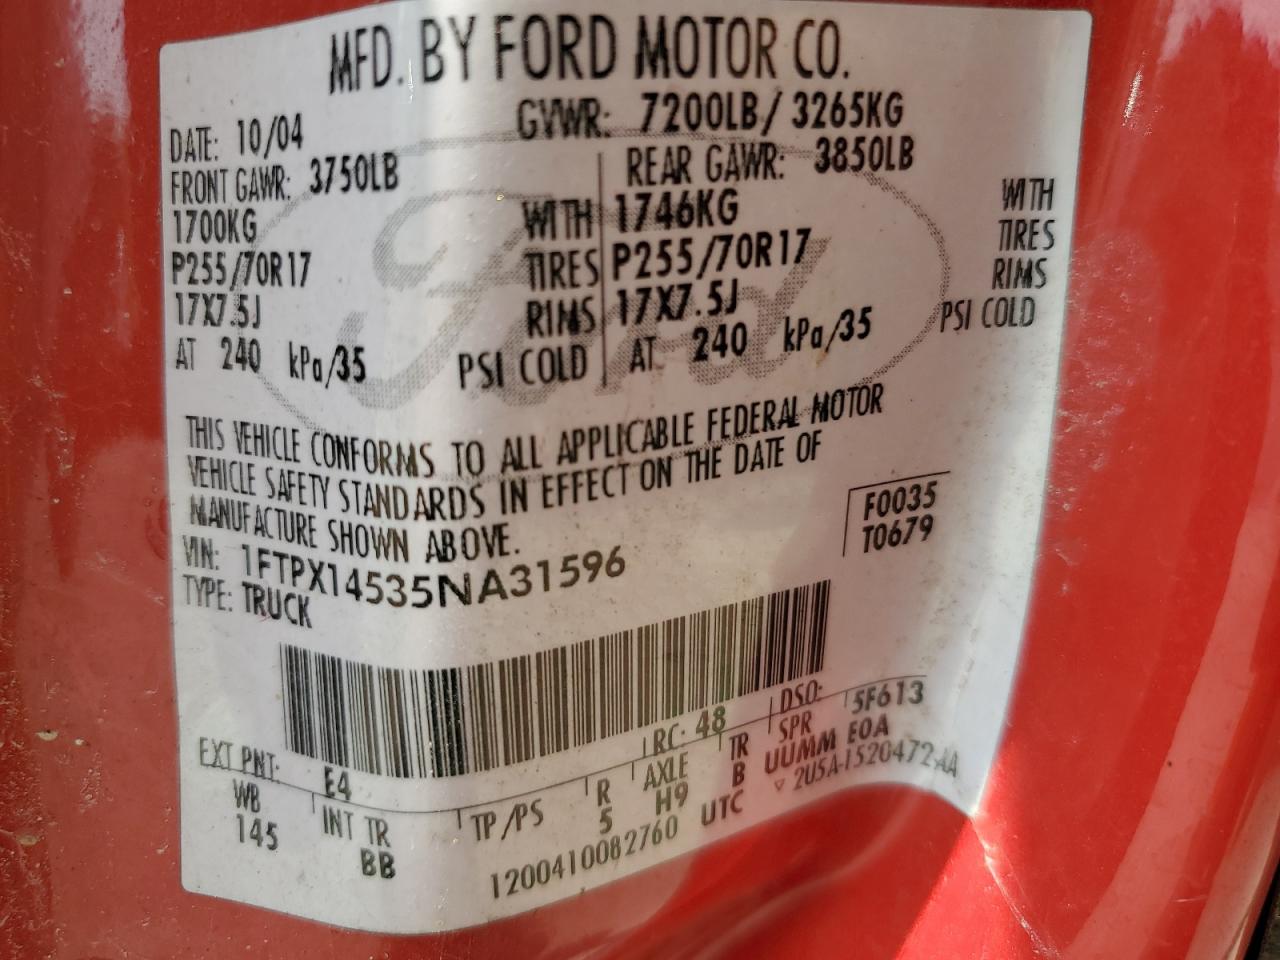 MFD. BY FORD MOTOR CO.
DATE: 10/04 GVWR: 7200LB/ 3265KG
FRONT GAWR: 3750LB REAR GAWR: 3850LB
1700KG WITH 1746KG WITH
P255/70R17 TIRES P255/70R17 TIRES
17X7.5J RIMS 17X7.5J RIMS
AT 240 kPa/35 PSI COLD AT 240 kPa/35 PSI COLD
Ford
THIS VEHICLE CONFORMS TO ALL APPLICABLE FEDERAL MOTOR
VEHICLE SAFETY STANDARDS IN EFFECT ON THE DATE OF
MANUFACTURE SHOWN ABOVE.
F0035
T0679
VIN: 1FTPX14535NA31596
TYPE: TRUCK
EXT PNT: E4 RC: 48 DSO: 5F613
WB INT TR TP/PS R AXLE TR SPR
145 BB 5 H9 B UUMM EOA
1200410082760 UTC ▽ 2U5A-1520472-AA